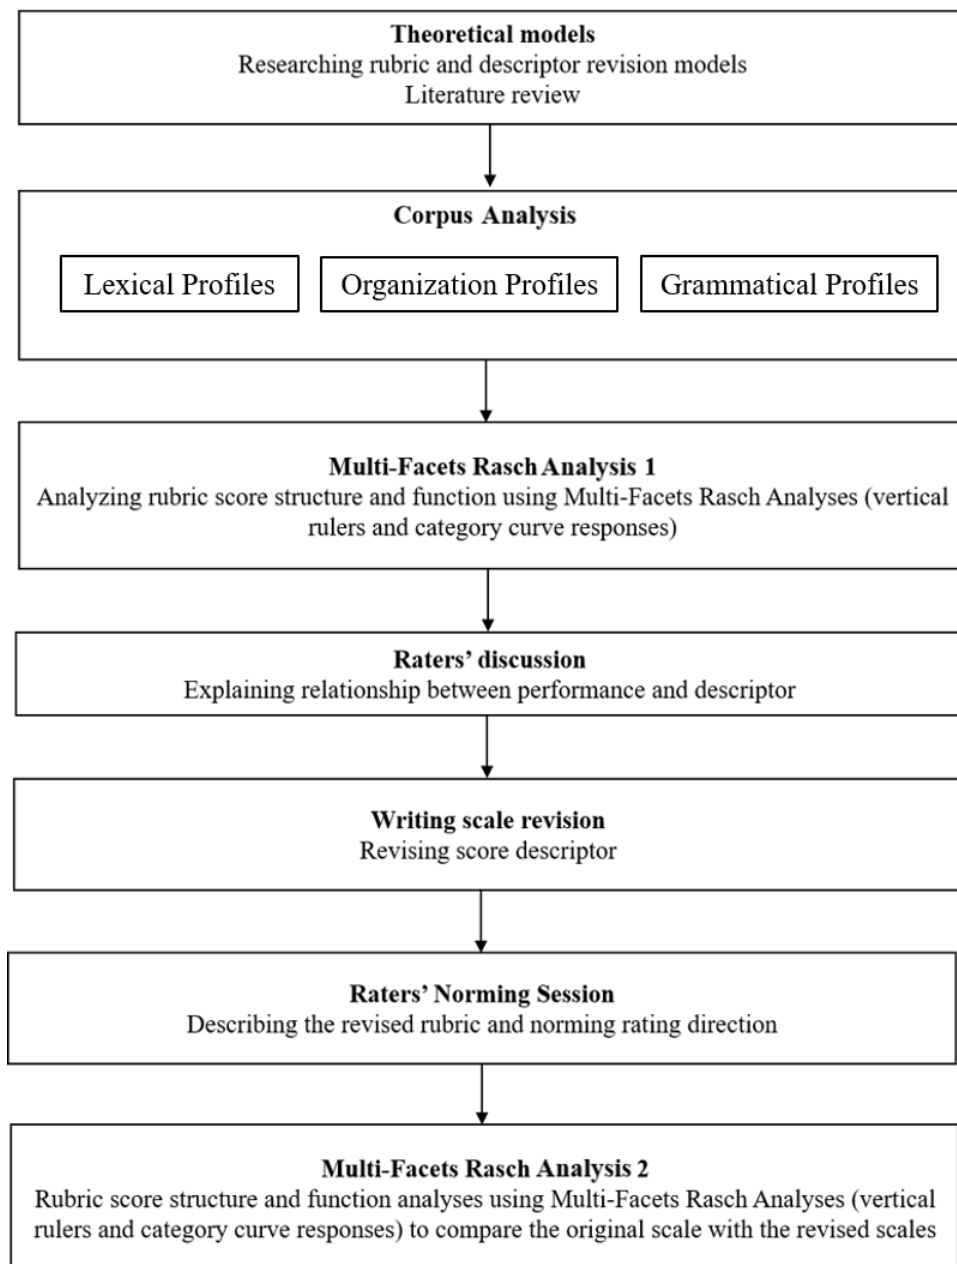 Theoretical models
Researching rubric and descriptor revision models
Literature review
Corpus Analysis
Lexical Profiles
Organization Profiles
Grammatical Profiles
Multi-Facets Rasch Analysis 1
Analyzing rubric score structure and function using Multi-Facets Rasch Analyses (vertical
rulers and category curve responses)
Raters’ discussion
Explaining relationship between performance and descriptor
Writing scale revision
Revising score descriptor
Raters’ Norming Session
Describing the revised rubric and norming rating direction
Multi-Facets Rasch Analysis 2
Rubric score structure and function analyses using Multi-Facets Rasch Analyses (vertical
rulers and category curve responses) to compare the original scale with the revised scales